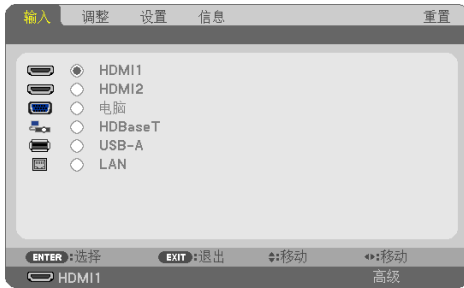 输入 调整 设置 信息 重置
HDMI1
HDMI2
电脑
HDBaseT
USB-A
LAN
ENTER:选择 EXIT:退出 :移动 :移动
HDMI1 高级